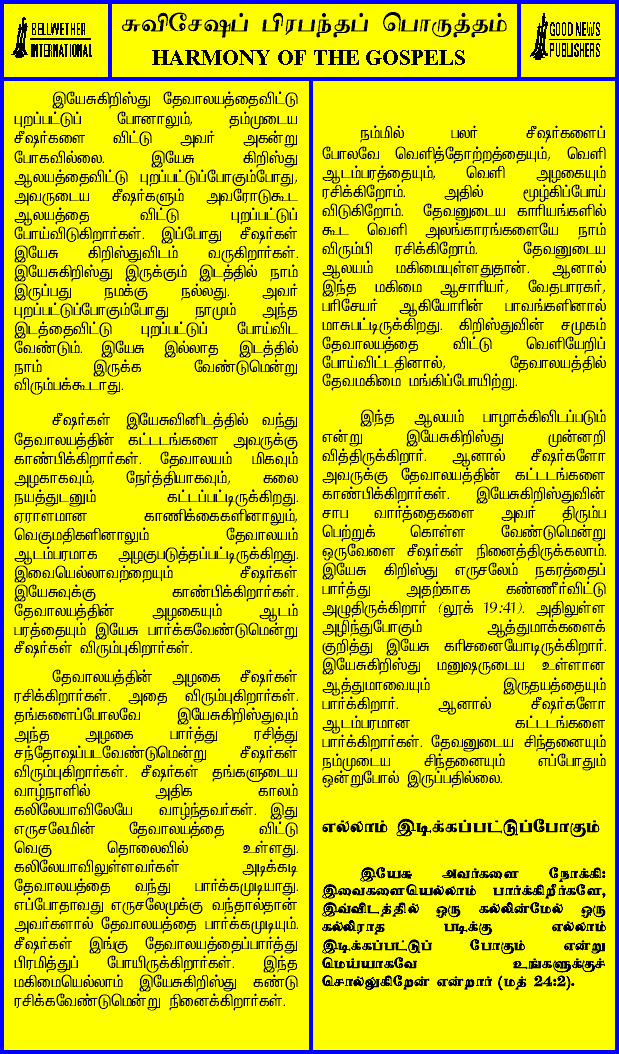 BELLWETHER
INTERNATIONAL
சுவிசேஷப் பிரபந்தப் பொருத்தம்
HARMONY OF THE GOSPELS
GOOD NEWS
PUBLISHERS
இயேசுகிறிஸ்து தேவாலயத்தைவிட்டு
புறப்பட்டுப் போனாலும், தம்முடைய
சீஷர்களை விட்டு அவர் அகன்று
போகவில்லை. இயேசு கிறிஸ்து
ஆலயத்தைவிட்டு புறப்பட்டுப்போகும்போது,
அவருடைய சீஷர்களும் அவரோடுகூட
ஆலயத்தை விட்டு புறப்பட்டுப்
போய்விடுகிறார்கள். இப்போது சீஷர்கள்
இயேசு கிறிஸ்துவிடம் வருகிறார்கள்.
இயேசுகிறிஸ்து இருக்கும் இடத்தில் நாம்
இருப்பது நமக்கு நல்லது. அவர்
புறப்பட்டுப்போகும்போது நாமும் அந்த
இடத்தைவிட்டு புறப்பட்டுப் போய்விட
வேண்டும். இயேசு இல்லாத இடத்தில்
நாம் இருக்க வேண்டுமென்று
விரும்பக்கூடாது.
சீஷர்கள் இயேசுவினிடத்தில் வந்து
தேவாலயத்தின் கட்டடங்களை அவருக்கு
காண்பிக்கிறார்கள். தேவாலயம் மிகவும்
அழகாகவும், நேர்த்தியாகவும், கலை
நயத்துடனும் கட்டப்பட்டிருக்கிறது.
ஏராளமான காணிக்கைகளினாலும்,
வெகுமதிகளினாலும் தேவாலயம்
ஆடம்பரமாக அழகுபடுத்தப்பட்டிருக்கிறது.
இவையெல்லாவற்றையும் சீஷர்கள்
இயேசுவுக்கு காண்பிக்கிறார்கள்.
தேவாலயத்தின் அழகையும் ஆடம்
பரத்தையும் இயேசு பார்க்கவேண்டுமென்று
சீஷர்கள் விரும்புகிறார்கள்.
தேவாலயத்தின் அழகை சீஷர்கள்
ரசிக்கிறார்கள். அதை விரும்புகிறார்கள்.
தங்களைப்போலவே இயேசுகிறிஸ்துவும்
அந்த அழகை பார்த்து ரசித்து
சந்தோஷப்படவேண்டுமென்று சீஷர்கள்
விரும்புகிறார்கள். சீஷர்கள் தங்களுடைய
வாழ்நாளில் அதிக காலம்
கலிலேயாவிலேயே வாழ்ந்தவர்கள். இது
எருசலேமின் தேவாலயத்தை விட்டு
வெகு தொலைவில் உள்ளது.
கலிலேயாவிலுள்ளவர்கள் அடிக்கடி
தேவாலயத்தை வந்து பார்க்கமுடியாது.
எப்போதாவது எருசலேமுக்கு வந்தால்தான்
அவர்களால் தேவாலயத்தை பார்க்கமுடியும்.
சீஷர்கள் இங்கு தேவாலயத்தைப்பார்த்து
பிரமித்துப் போயிருக்கிறார்கள். இந்த
மகிமையெல்லாம் இயேசுகிறிஸ்து கண்டு
ரசிக்கவேண்டுமென்று நினைக்கிறார்கள்.
நம்மில் பலர் சீஷர்களைப்
போலவே வெளித்தோற்றத்தையும், வெளி
ஆடம்பரத்தையும், வெளி அழகையும்
ரசிக்கிறோம். அதில் மூழ்கிப்போய்
விடுகிறோம். தேவனுடைய காரியங்களில்
கூட வெளி அலங்காரங்களையே நாம்
விரும்பி ரசிக்கிறோம். தேவனுடைய
ஆலயம் மகிமையுள்ளதுதான். ஆனால்
இந்த மகிமை ஆசாரியர், வேதபாரகர்,
பரிசேயர் ஆகியோரின் பாவங்களினால்
மாசுபட்டிருக்கிறது. கிறிஸ்துவின் சமுகம்
தேவாலயத்தை விட்டு வெளியேறிப்
போய்விட்டதினால், தேவாலயத்தில்
தேவமகிமை மங்கிப்போயிற்று.
இந்த ஆலயம் பாழாக்கிவிடப்படும்
என்று இயேசுகிறிஸ்து முன்னறி
வித்திருக்கிறார். ஆனால் சீஷர்களோ
அவருக்கு தேவாலயத்தின் கட்டடங்களை
காண்பிக்கிறார்கள். இயேசுகிறிஸ்துவின்
சாப வார்த்தைகளை அவர் திரும்ப
பெற்றுக் கொள்ள வேண்டுமென்று
ஒருவேளை சீஷர்கள் நினைத்திருக்கலாம்.
இயேசு கிறிஸ்து எருசலேம் நகரத்தைப்
பார்த்து அதற்காக கண்ணீர்விட்டு
அழுதிருக்கிறார் (லூக் 19:41). அதிலுள்ள
அழிந்துபோகும் ஆத்துமாக்களைக்
குறித்து இயேசு கரிசனையோடிருக்கிறார்.
இயேசுகிறிஸ்து மனுஷருடைய உள்ளான
ஆத்துமாவையும் இருதயத்தையும்
பார்க்கிறார். ஆனால் சீஷர்களோ
ஆடம்பரமான கட்டடங்களை
பார்க்கிறார்கள். தேவனுடைய சிந்தனையும்
நம்முடைய சிந்தனையும் எப்போதும்
ஒன்றுபோல் இருப்பதில்லை.
எல்லாம் இடிக்கப்பட்டுப்போகும்
இயேசு அவர்களை நோக்கி:
இவைகளையெல்லாம் பார்க்கிறீர்களே,
இவ்விடத்தில் ஒரு கல்லின்மேல் ஒரு
கல்லிராத படிக்கு எல்லாம்
இடிக்கப்பட்டுப் போகும் என்று
மெய்யாகவே உங்களுக்குச்
சொல்லுகிறேன் என்றார் (மத் 24:2).